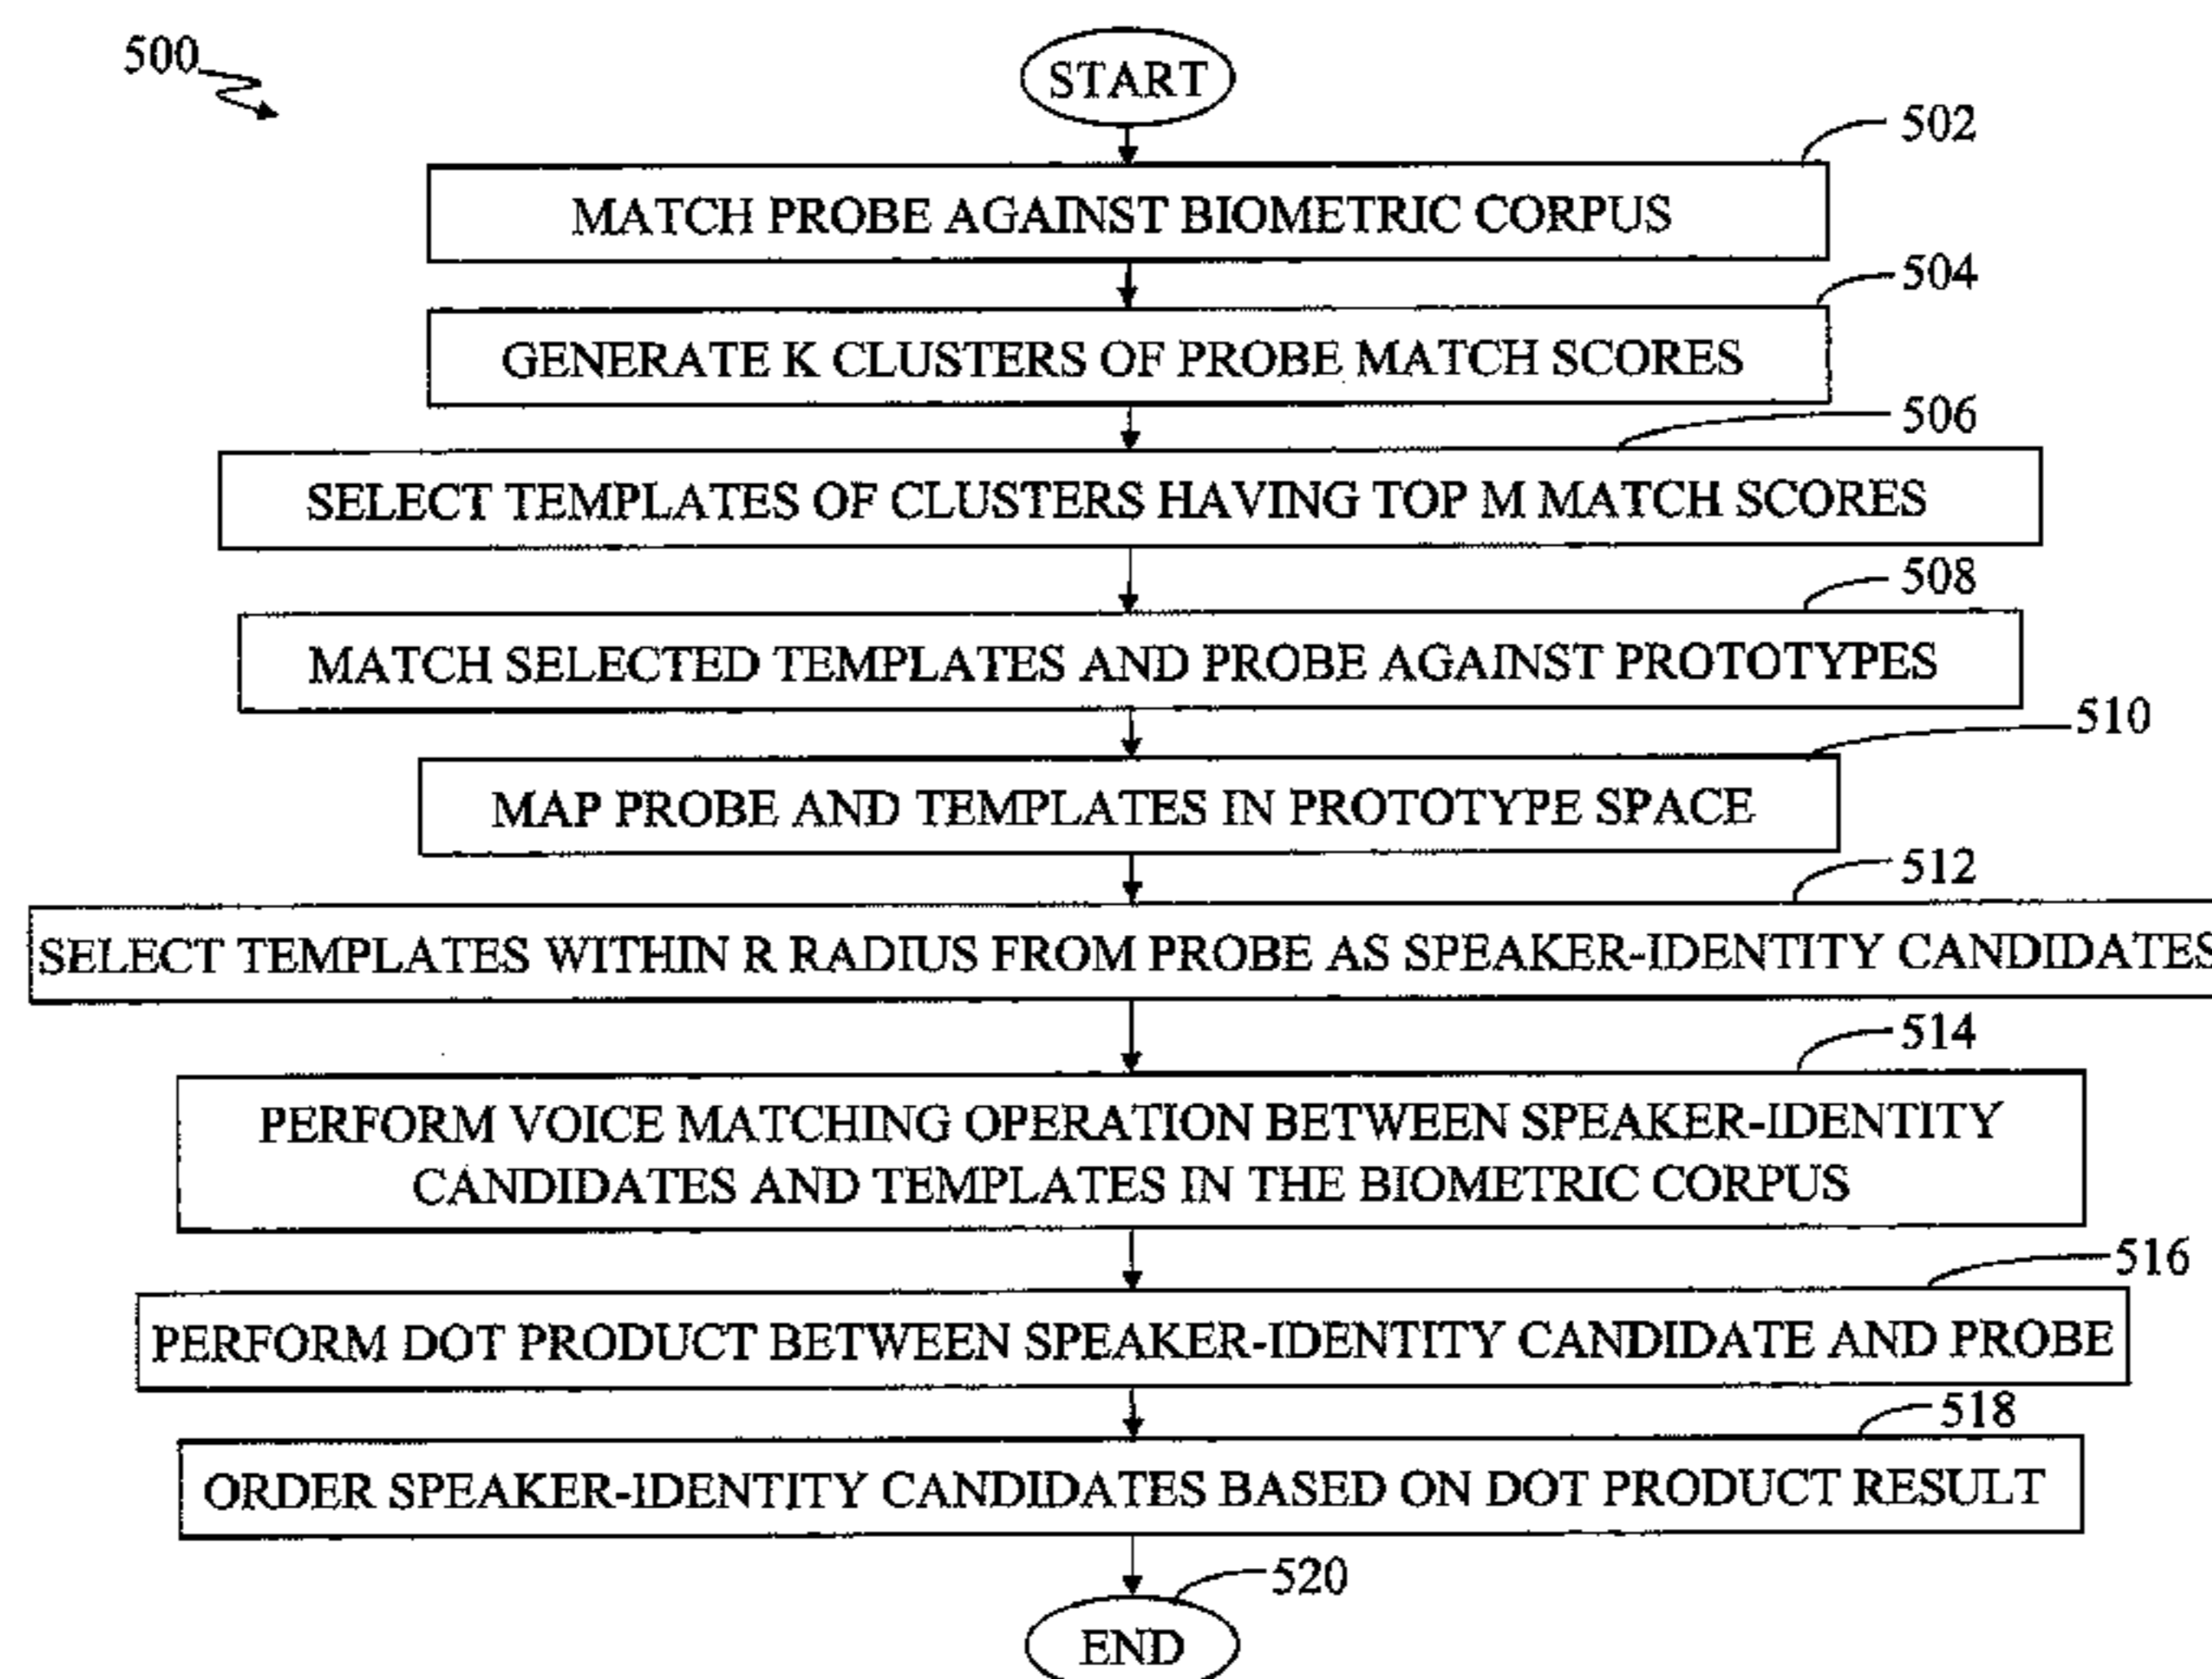 500
START
502
MATCH PROBE AGAINST BIOMETRIC CORPUS
504
GENERATE K CLUSTERS OF PROBE MATCH SCORES
506
SELECT TEMPLATES OF CLUSTERS HAVING TOP M MATCH SCORES
508
MATCH SELECTED TEMPLATES AND PROBE AGAINST PROTOTYPES
510
MAP PROBE AND TEMPLATES IN PROTOTYPE SPACE
512
SELECT TEMPLATES WITHIN R RADIUS FROM PROBE AS SPEAKER-IDENTITY CANDIDATES
514
PERFORM VOICE MATCHING OPERATION BETWEEN SPEAKER-IDENTITY
CANDIDATES AND TEMPLATES IN THE BIOMETRIC CORPUS
516
PERFORM DOT PRODUCT BETWEEN SPEAKER-IDENTITY CANDIDATE AND PROBE
518
ORDER SPEAKER-IDENTITY CANDIDATES BASED ON DOT PRODUCT RESULT
520
END